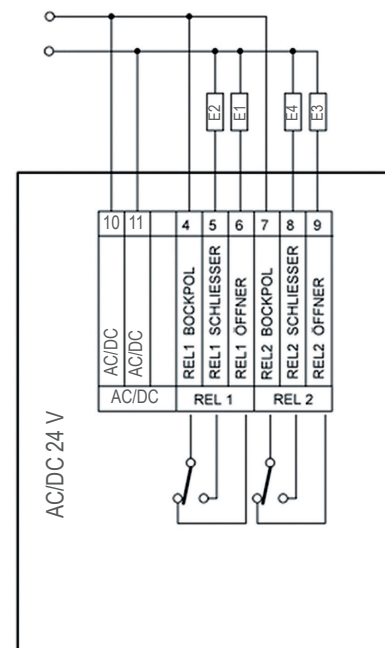 E2
E1
E4
E3
10 11 4 5 6 7 8 9
AC/DC
AC/DC
REL1 BOCKPOL
REL1 SCHLIESSER
REL1 ÖFFNER
REL2 BOCKPOL
REL2 SCHLIESSER
REL2 ÖFFNER
AC/DC REL 1 REL 2
AC/DC 24 V